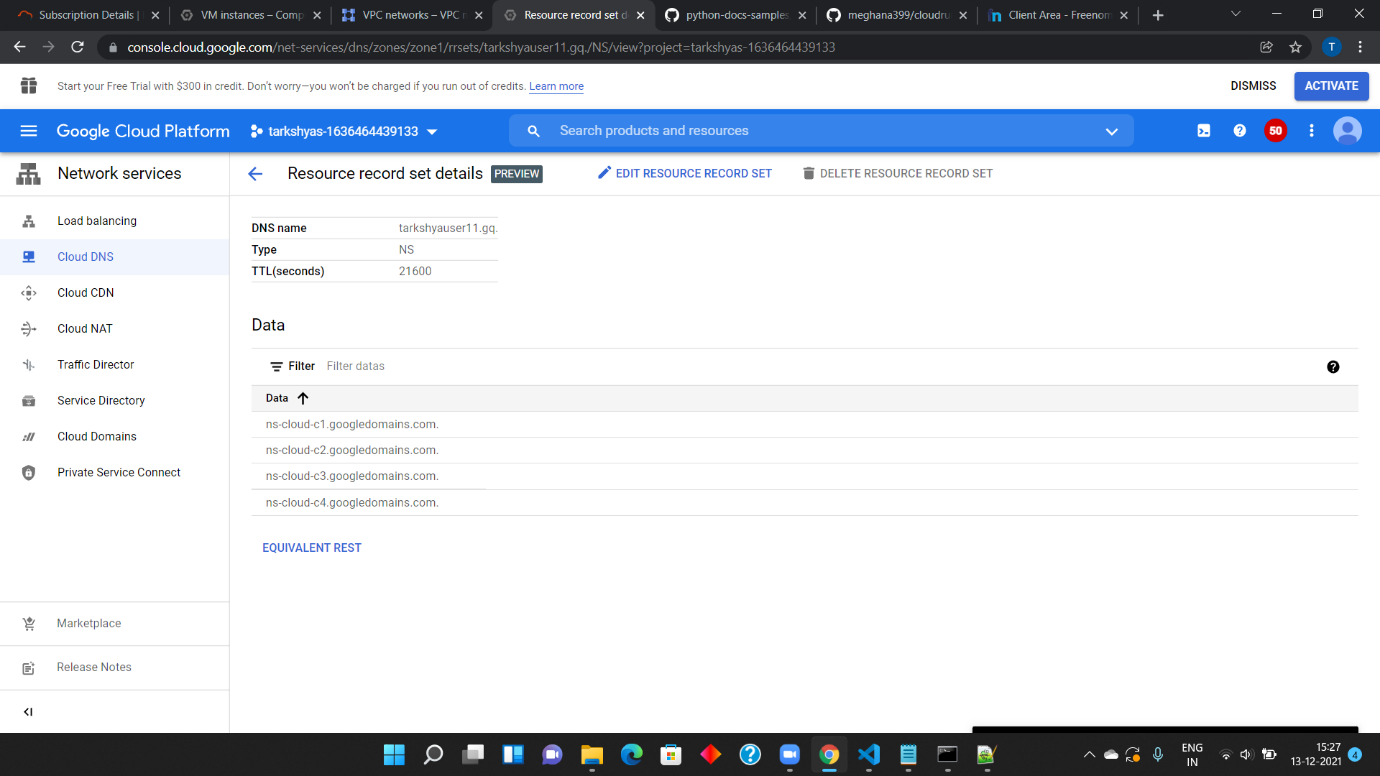 Subscription Details |
VM instances – Comp
VPC networks – VPC n
Resource record set d
python-docs-samples
meghana399/cloudru
Client Area - Freenom
console.cloud.google.com/net-services/dns/zones/zone1/rrsets/tarkshyauser11.gq./NS/view?project=tarkshyas-1636464439133
T
Start your Free Trial with $300 in credit. Don't worry—you won't be charged if you run out of credits. Learn more
DISMISS
ACTIVATE
Google Cloud Platform
tarkshyas-1636464439133
Search products and resources
50
Network services
Resource record set details
PREVIEW
EDIT RESOURCE RECORD SET
DELETE RESOURCE RECORD SET
Load balancing
Cloud DNS
Cloud CDN
Cloud NAT
Traffic Director
Service Directory
Cloud Domains
Private Service Connect
Marketplace
Release Notes
DNS name tarkshyauser11.gq.
Type NS
TTL(seconds) 21600
Data
Filter Filter datas
Data
ns-cloud-c1.googledomains.com.
ns-cloud-c2.googledomains.com.
ns-cloud-c3.googledomains.com.
ns-cloud-c4.googledomains.com.
EQUIVALENT REST
ENG
IN
15:27
13-12-2021
4